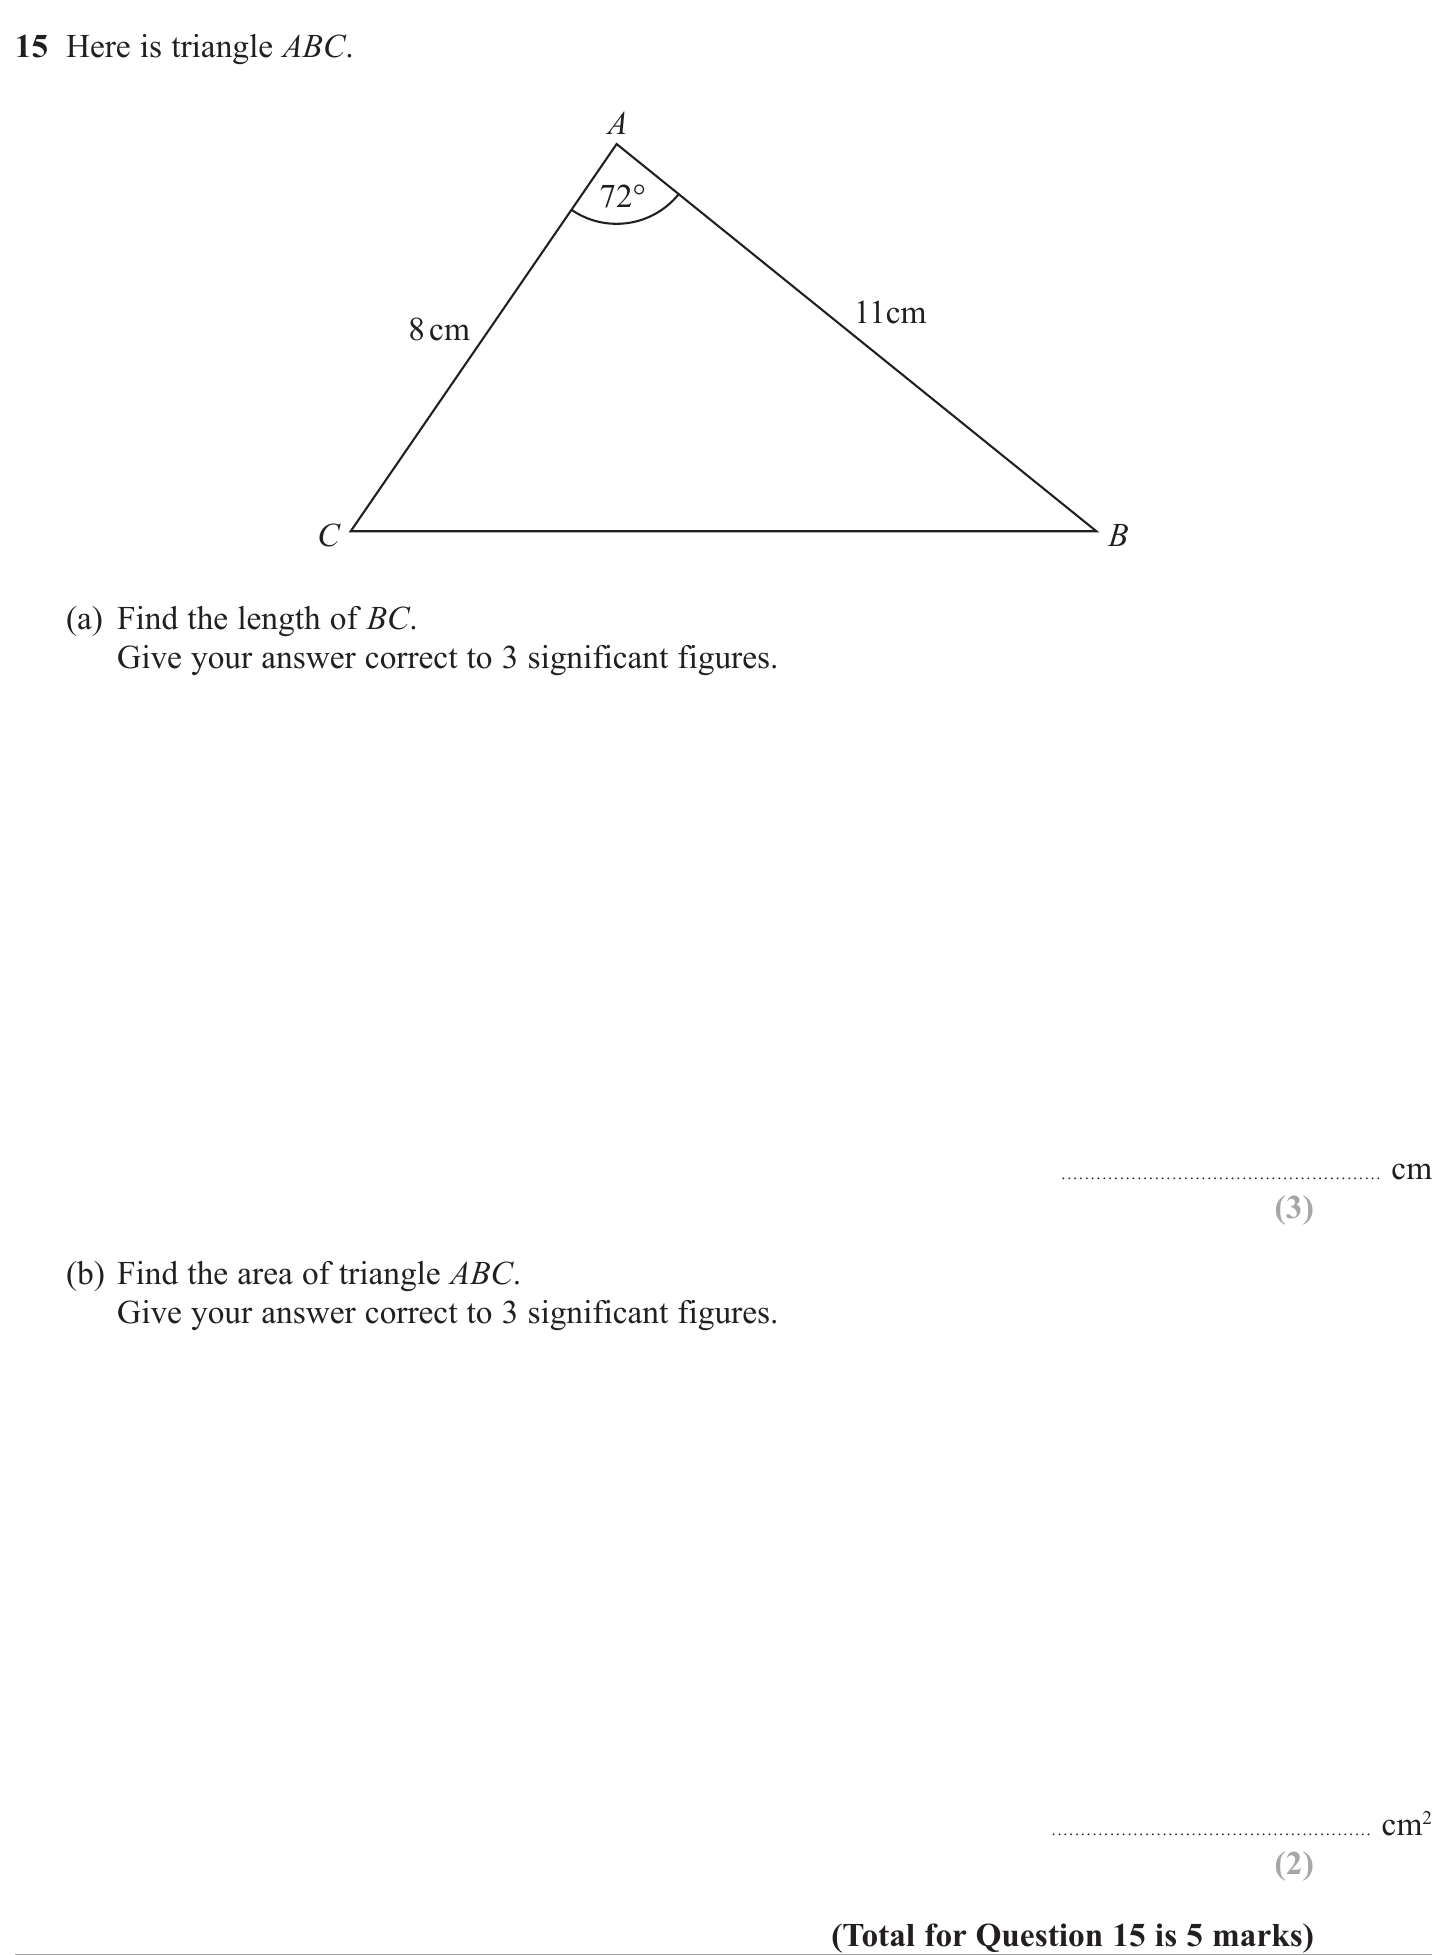 15 Here is triangle ABC.
A
72°
8 cm
11 cm
C
B
(a) Find the length of BC.
Give your answer correct to 3 significant figures.
........................................................ cm
(3)
(b) Find the area of triangle ABC.
Give your answer correct to 3 significant figures.
........................................................ cm²
(2)
(Total for Question 15 is 5 marks)